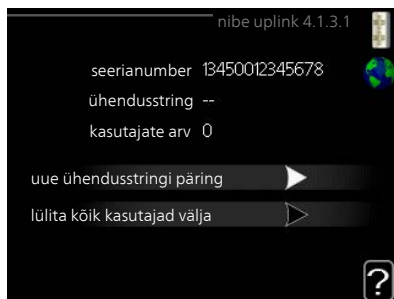 nibe uplink 4.1.3.1
seerianumber 13450012345678
ühendusstring --
kasutajate arv 0
uue ühendusstringi päring
lülita kõik kasutajad välja
?